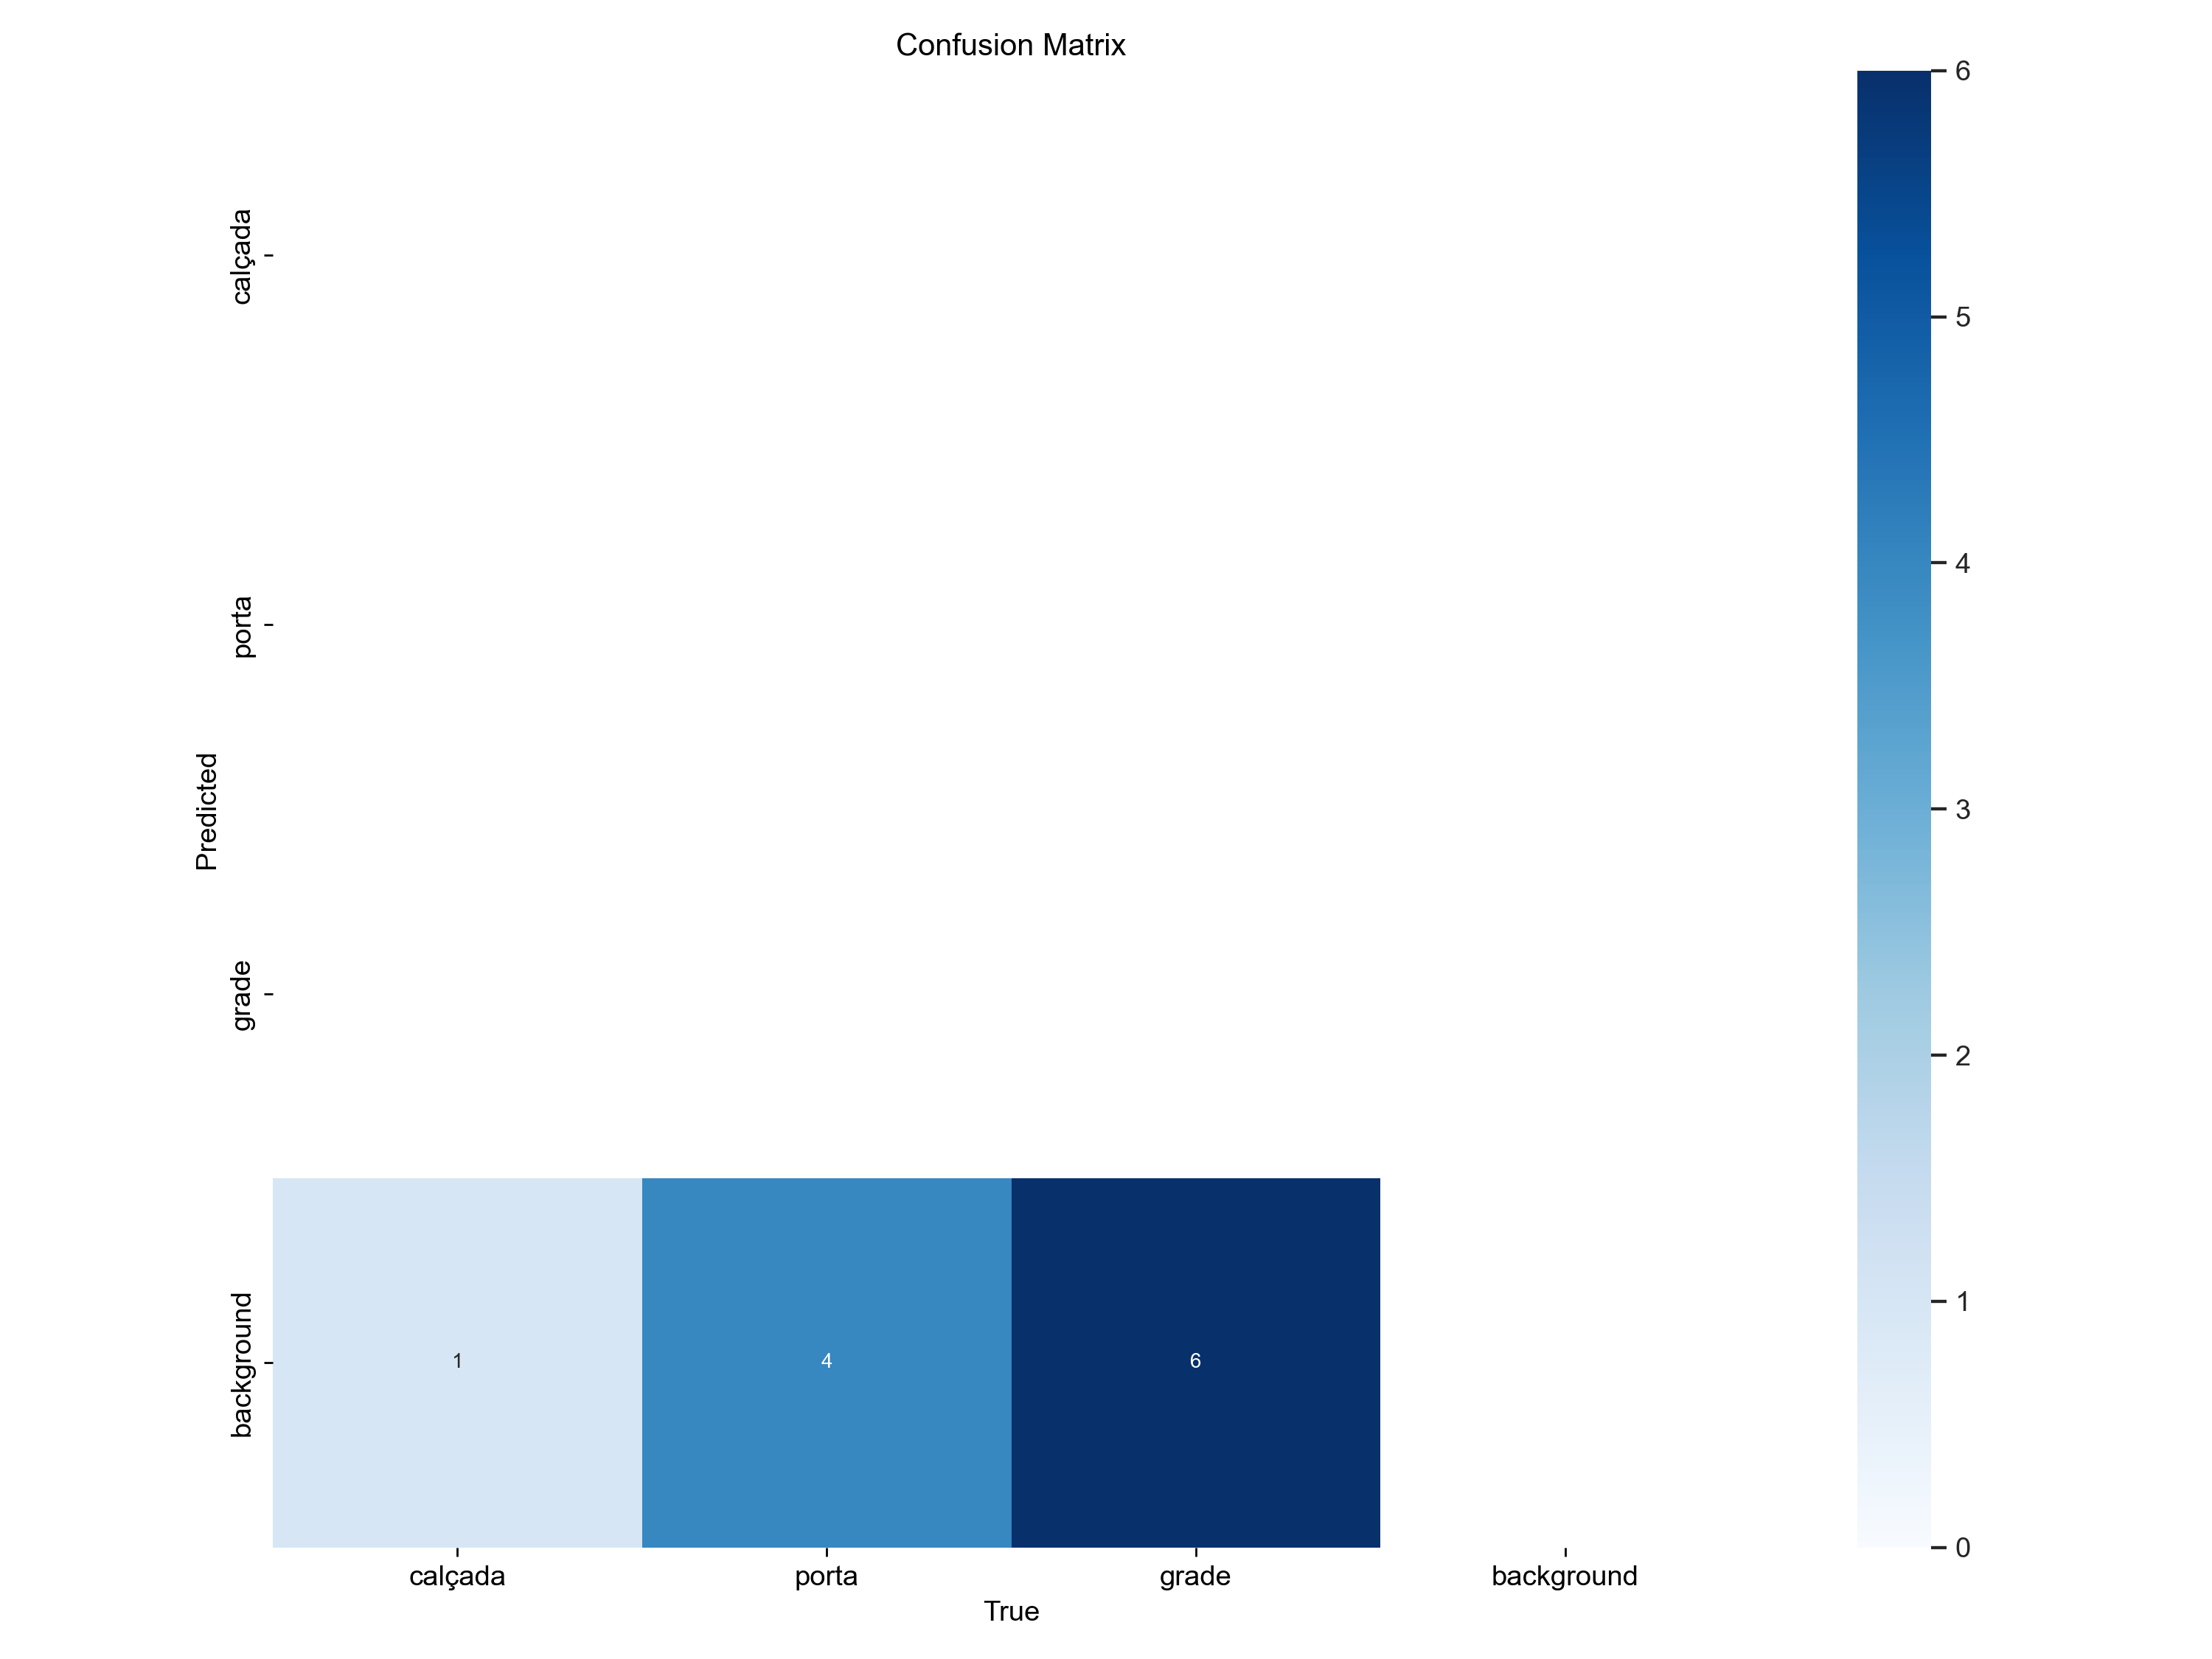 Confusion Matrix
6
5
4
3
2
1
0
Predicted
calçada
porta
grade
background
1 4 6
calçada porta grade background
True